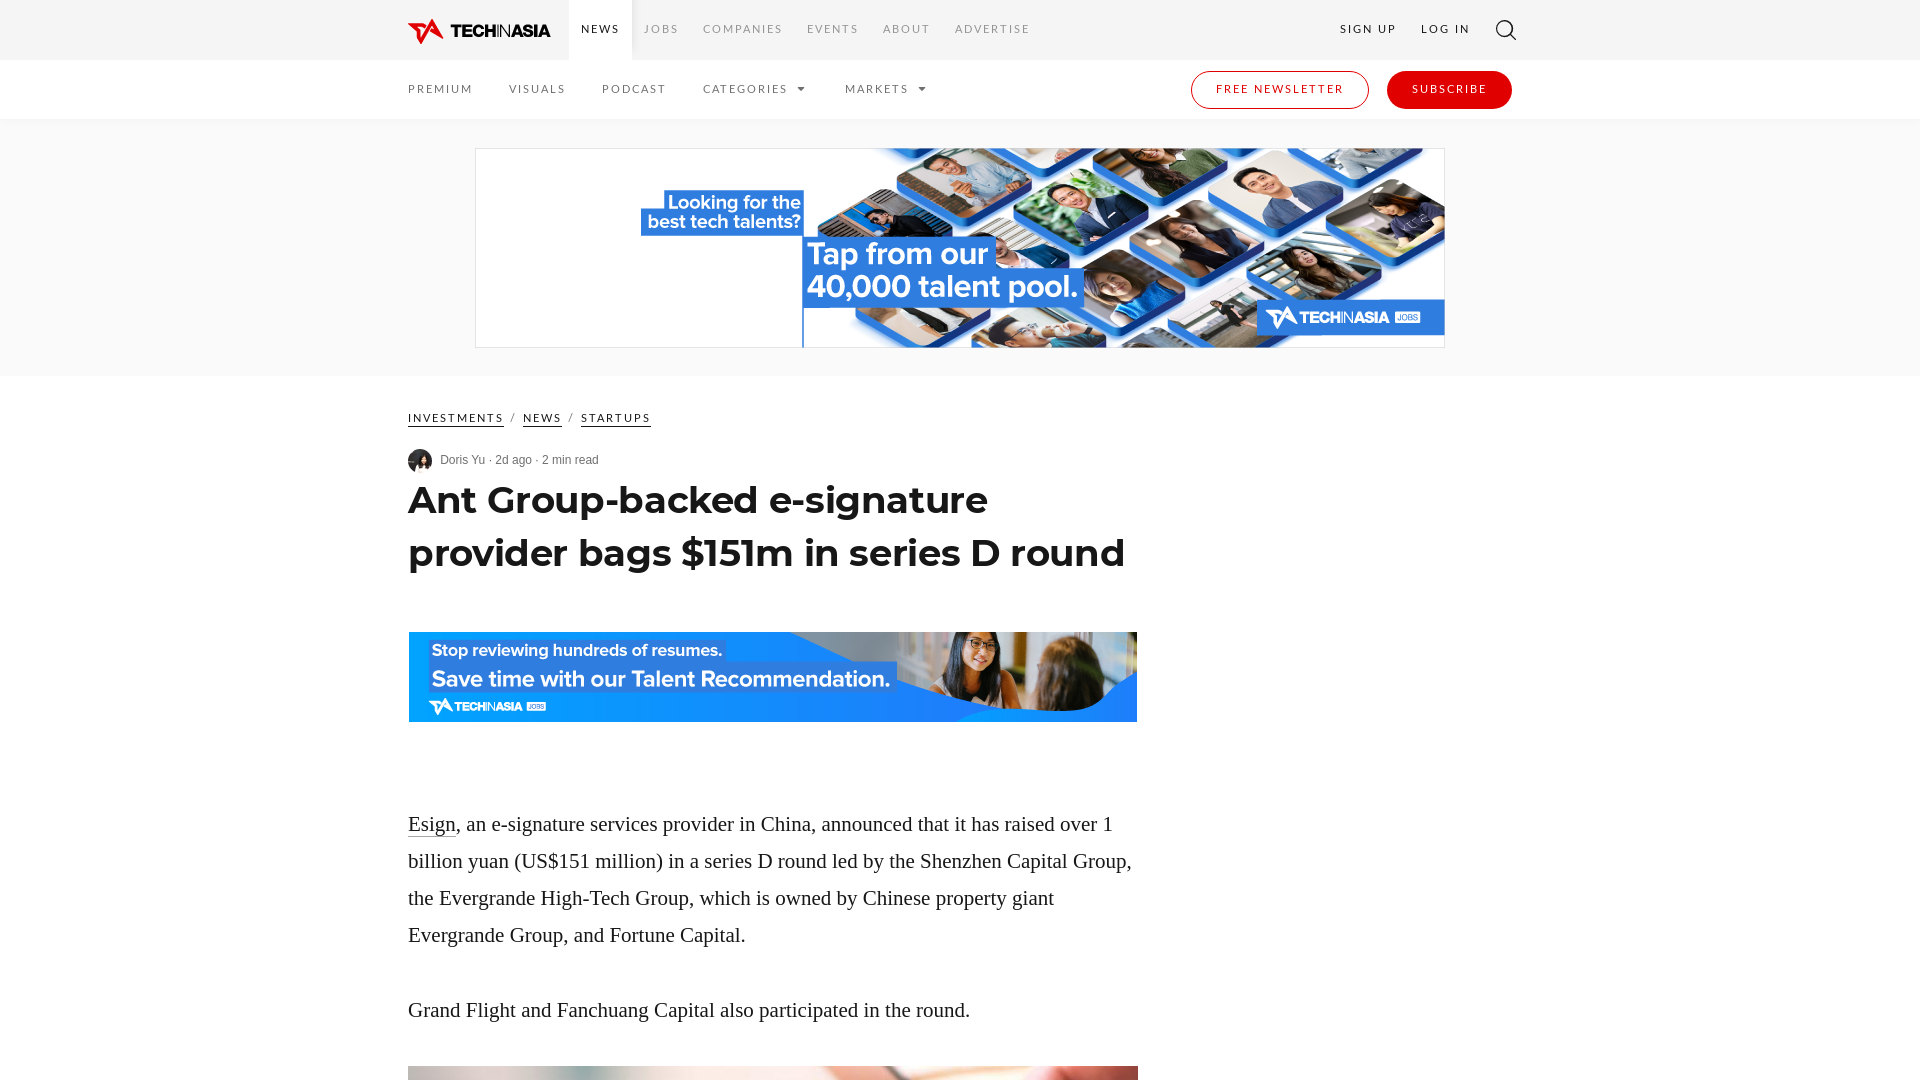 TECHINASIA
NEWS
JOBS
COMPANIES
EVENTS
ABOUT
ADVERTISE
SIGN UP
LOG IN
PREMIUM
VISUALS
PODCAST
CATEGORIES
MARKETS
FREE NEWSLETTER
SUBSCRIBE
Looking for the
best tech talents?
Tap from our
40,000 talent pool.
TECHINASIA JOBS
INVESTMENTS / NEWS / STARTUPS
Doris Yu · 2d ago · 2 min read
Ant Group-backed e-signature
provider bags $151m in series D round
Stop reviewing hundreds of resumes.
Save time with our Talent Recommendation.
TECHINASIA JOBS
Esign, an e-signature services provider in China, announced that it has raised over 1
billion yuan (US$151 million) in a series D round led by the Shenzhen Capital Group,
the Evergrande High-Tech Group, which is owned by Chinese property giant
Evergrande Group, and Fortune Capital.
Grand Flight and Fanchuang Capital also participated in the round.